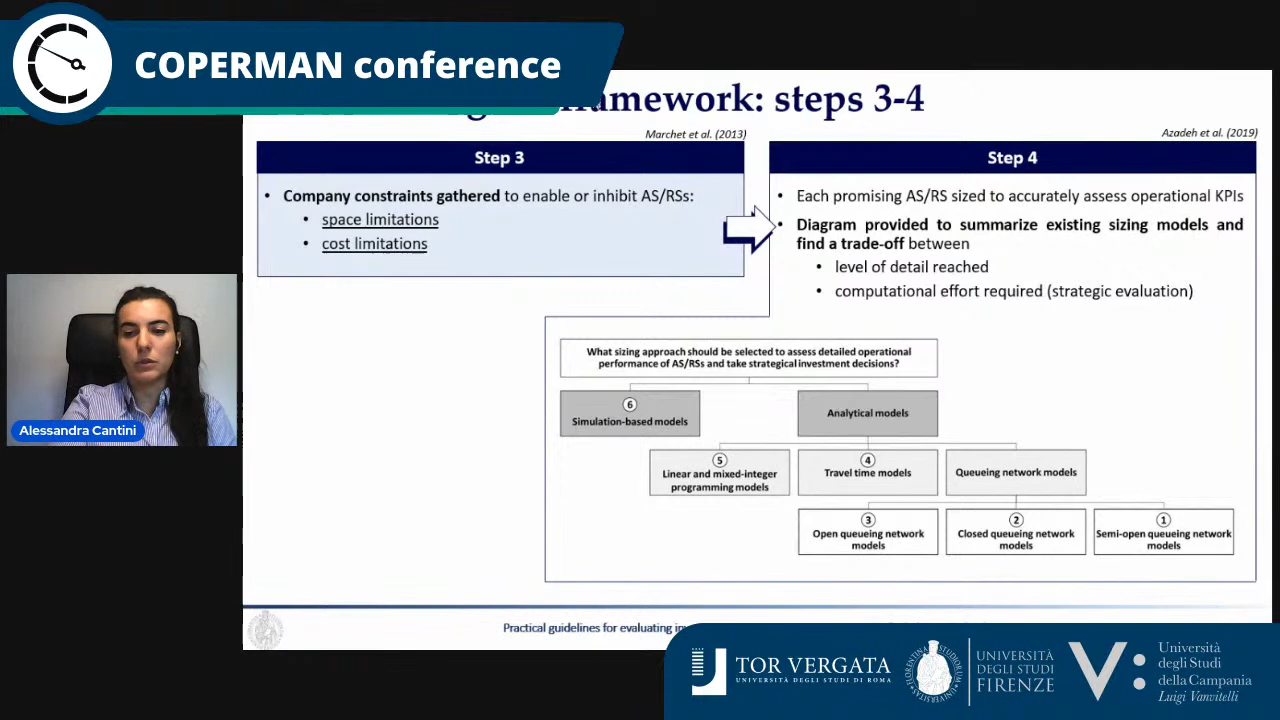 COPERMAN conference
framework: steps 3-4
Marchet et al. (2013)
Azadeh et al. (2019)
Step 3
• Company constraints gathered to enable or inhibit AS/RSs:
• space limitations
• cost limitations
Step 4
• Each promising AS/RS sized to accurately assess operational KPIs
• Diagram provided to summarize existing sizing models and
find a trade-off between
• level of detail reached
• computational effort required (strategic evaluation)
What sizing approach should be selected to assess detailed operational
performance of AS/RSs and take strategical investment decisions?
6
Simulation-based models
Analytical models
5
Linear and mixed-integer
programming models
4
Travel time models
Queueing network models
3
Open queueing network
models
2
Closed queueing network
models
1
Semi-open queueing network
models
Alessandra Cantini
Practical guidelines for evaluating
TOR VERGATA
UNIVERSITÀ DEGLI STUDI DI ROMA
UNIVERSITÀ
DEGLI STUDI
FIRENZE
V:
Università
degli Studi
della Campania
Luigi Vanvitelli